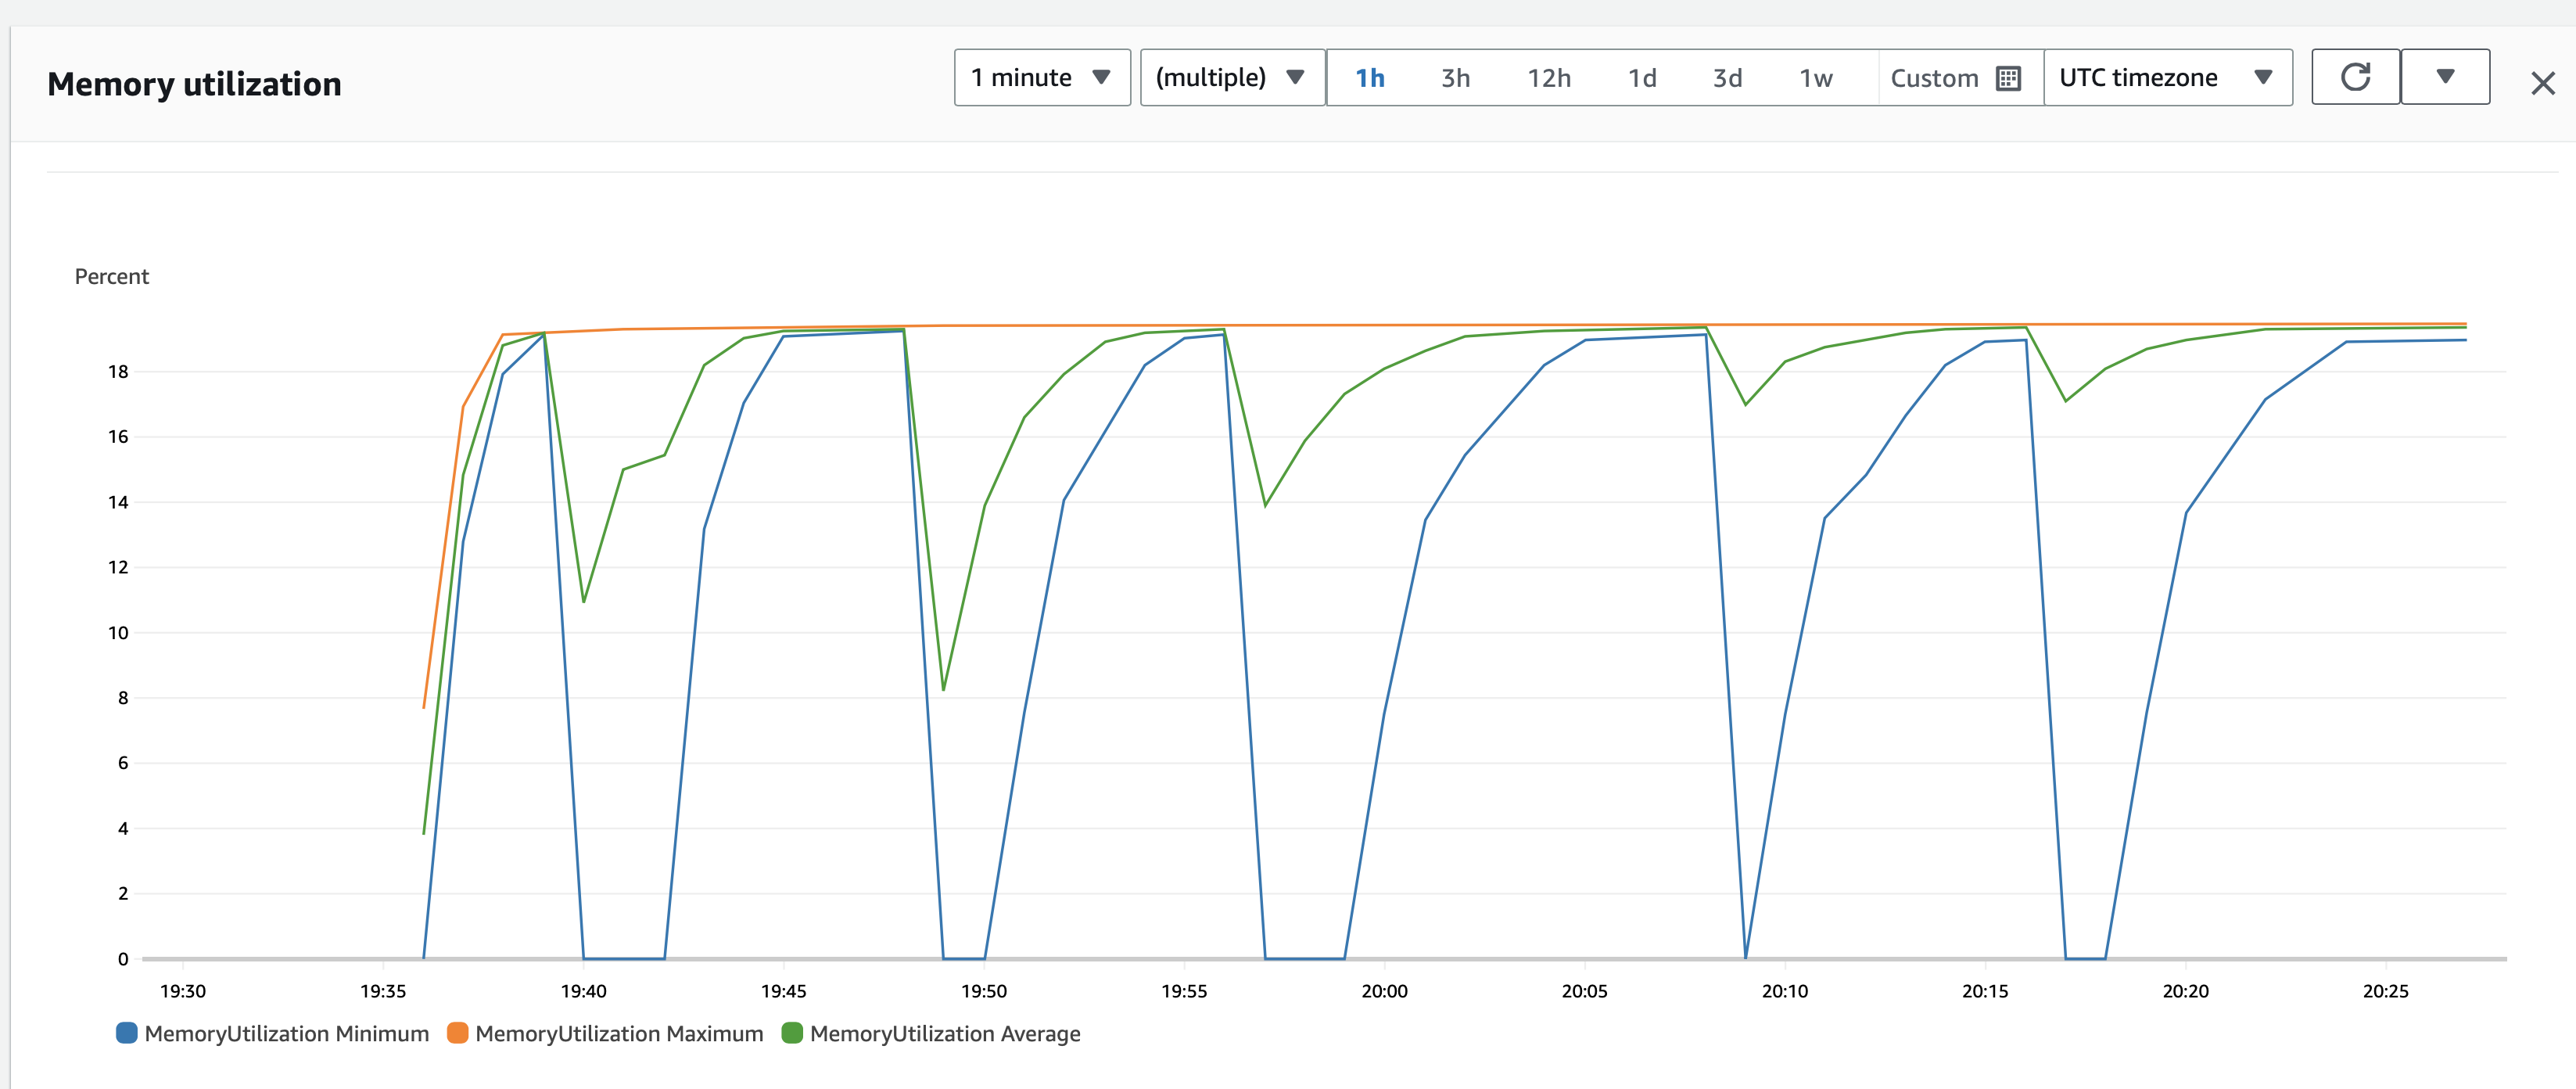 Memory utilization 1 minute (multiple) 1h 3h 12h 1d 3d 1w Custom UTC timezone
Percent
18
16
14
12
10
8
6
4
2
0
19:30 19:35 19:40 19:45 19:50 19:55 20:00 20:05 20:10 20:15 20:20 20:25
MemoryUtilization Minimum MemoryUtilization Maximum MemoryUtilization Average